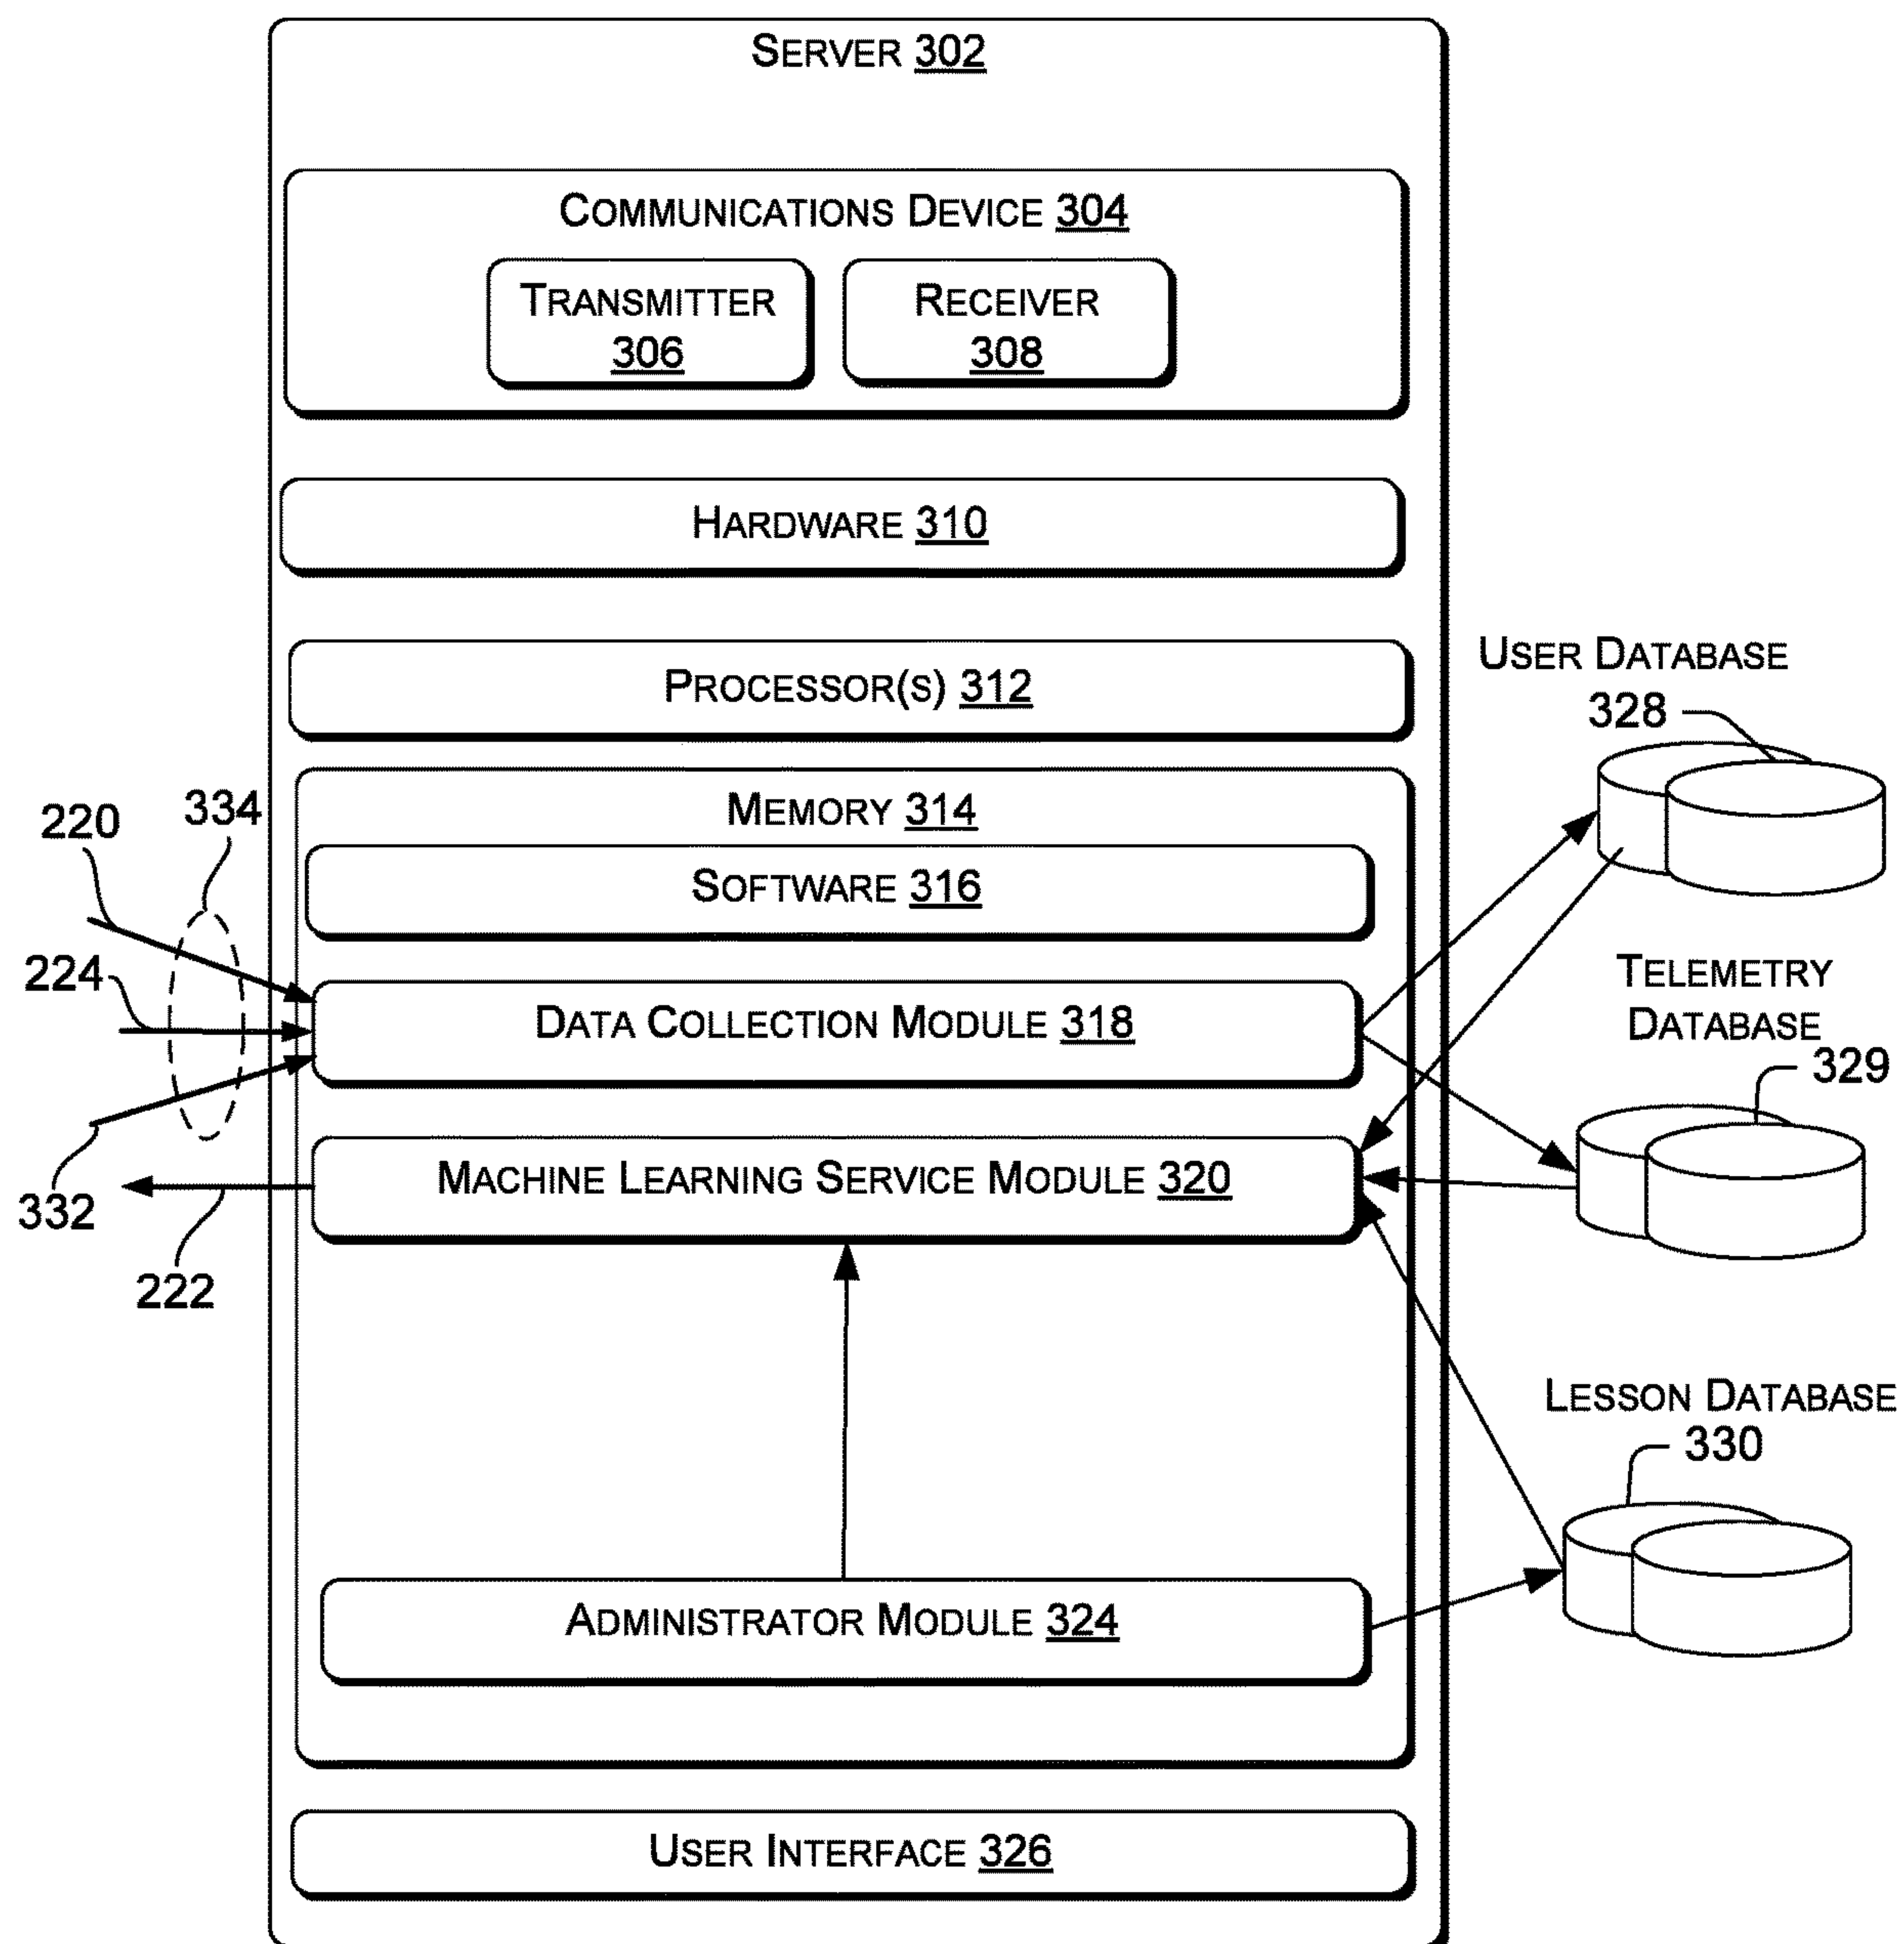 SERVER 302
COMMUNICATIONS DEVICE 304
TRANSMITTER
306
RECEIVER
308
HARDWARE 310
PROCESSOR(S) 312
MEMORY 314
SOFTWARE 316
DATA COLLECTION MODULE 318
MACHINE LEARNING SERVICE MODULE 320
ADMINISTRATOR MODULE 324
USER INTERFACE 326
220
334
224
332
222
USER DATABASE
328
TELEMETRY
DATABASE
329
LESSON DATABASE
330